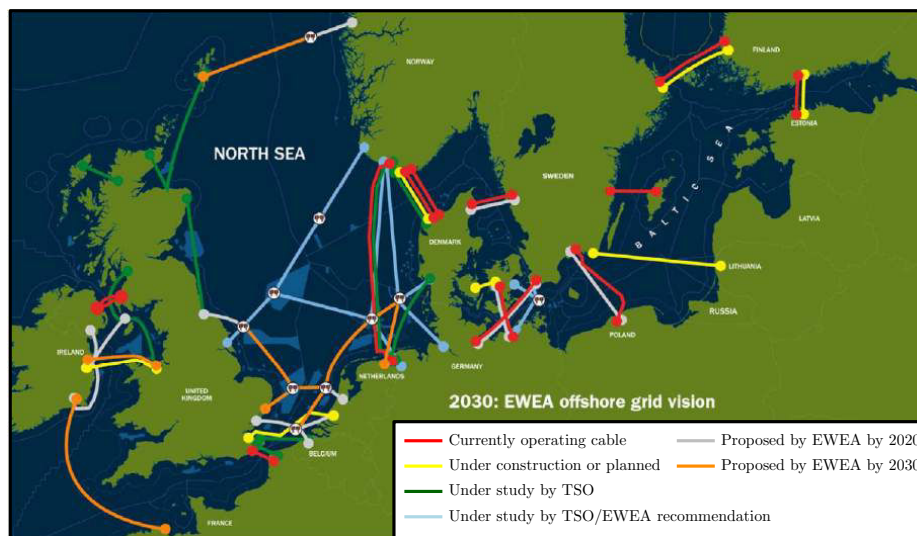 NORWAY
FINLAND
ESTONIA
NORTH SEA
SWEDEN
BALTIC SEA
LATVIA
DENMARK
LITHUANIA
RUSSIA
IRELAND
POLAND
NETHERLANDS
GERMANY
UNITED
KINGDOM
2030: EWEA offshore grid vision
BELGIUM
FRANCE
Currently operating cable
Proposed by EWEA by 2020
Under construction or planned
Proposed by EWEA by 2030
Under study by TSO
Under study by TSO/EWEA recommendation